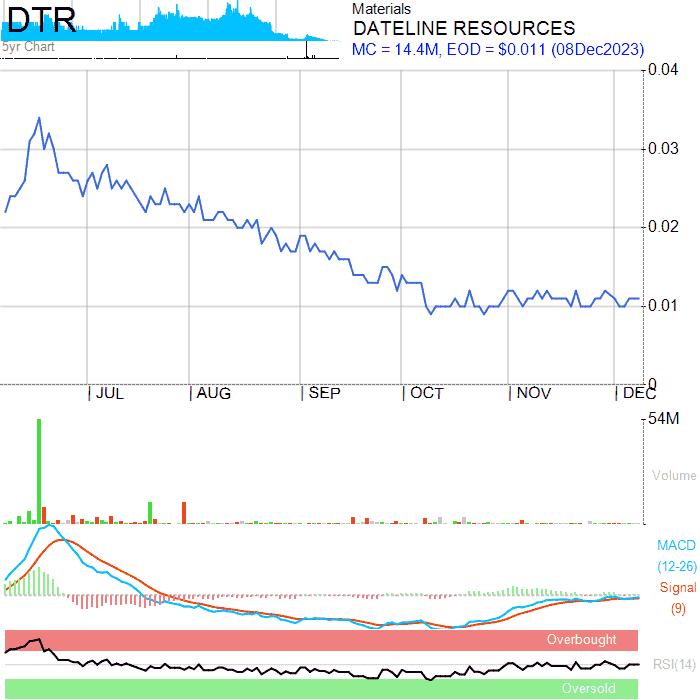 DTR
5yr Chart
Materials
DATELINE RESOURCES
MC = 14.4M, EOD = $0.011 (08Dec2023)
0.04
0.03
0.02
0.01
0
JUL AUG SEP OCT NOV DEC
54M
Volume
MACD
(12-26)
Signal
(9)
Overbought
RSI(14)
Oversold